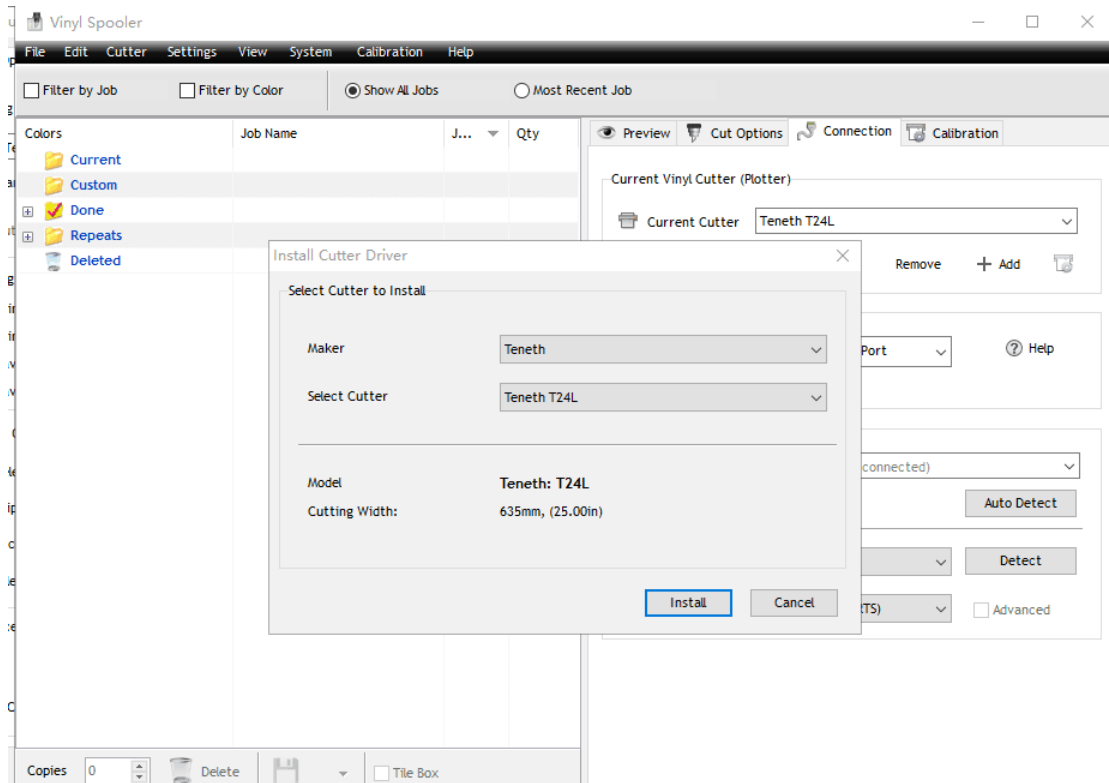 Vinyl Spooler
File Edit Cutter Settings View System Calibration Help
Filter by Job Filter by Color Show All Jobs Most Recent Job
Colors Job Name J... Qty
Current
Custom
Done
Repeats
Deleted
Preview Cut Options Connection Calibration
Current Vinyl Cutter (Plotter)
Current Cutter Teneth T24L
Remove + Add
Port Help
connected)
Auto Detect
Detect
RTS) Advanced
Install Cutter Driver
Select Cutter to Install
Maker Teneth
Select Cutter Teneth T24L
Model Teneth: T24L
Cutting Width: 635mm, (25.00in)
Install Cancel
Copies 0 Delete Tile Box